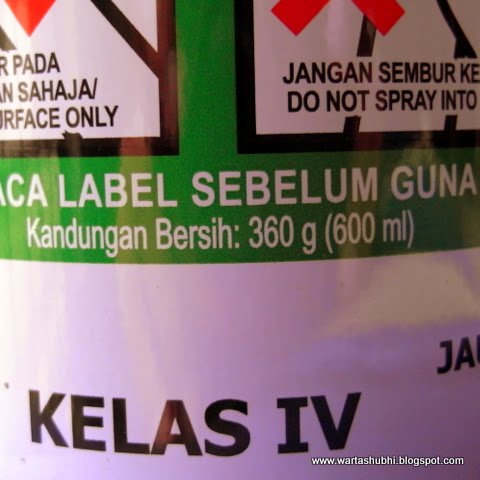 R PADA
AN SAHAJA/
URFACE ONLY
JANGAN SEMBUR KE
DO NOT SPRAY INTO
ACA LABEL SEBELUM GUNA
Kandungan Bersih: 360 g (600 ml)
JAU
KELAS IV
www.wartashubhi.blogspot.com